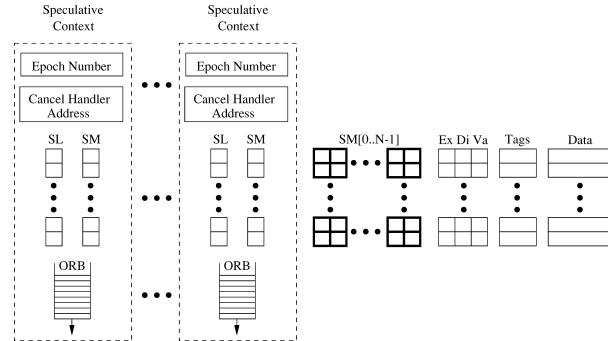 Speculative
Context
Speculative
Context
Epoch Number
Epoch Number
Cancel Handler
Address
Cancel Handler
Address
SL SM
SL SM
SM[0..N-1]
Ex Di Va
Tags
Data
ORB
ORB